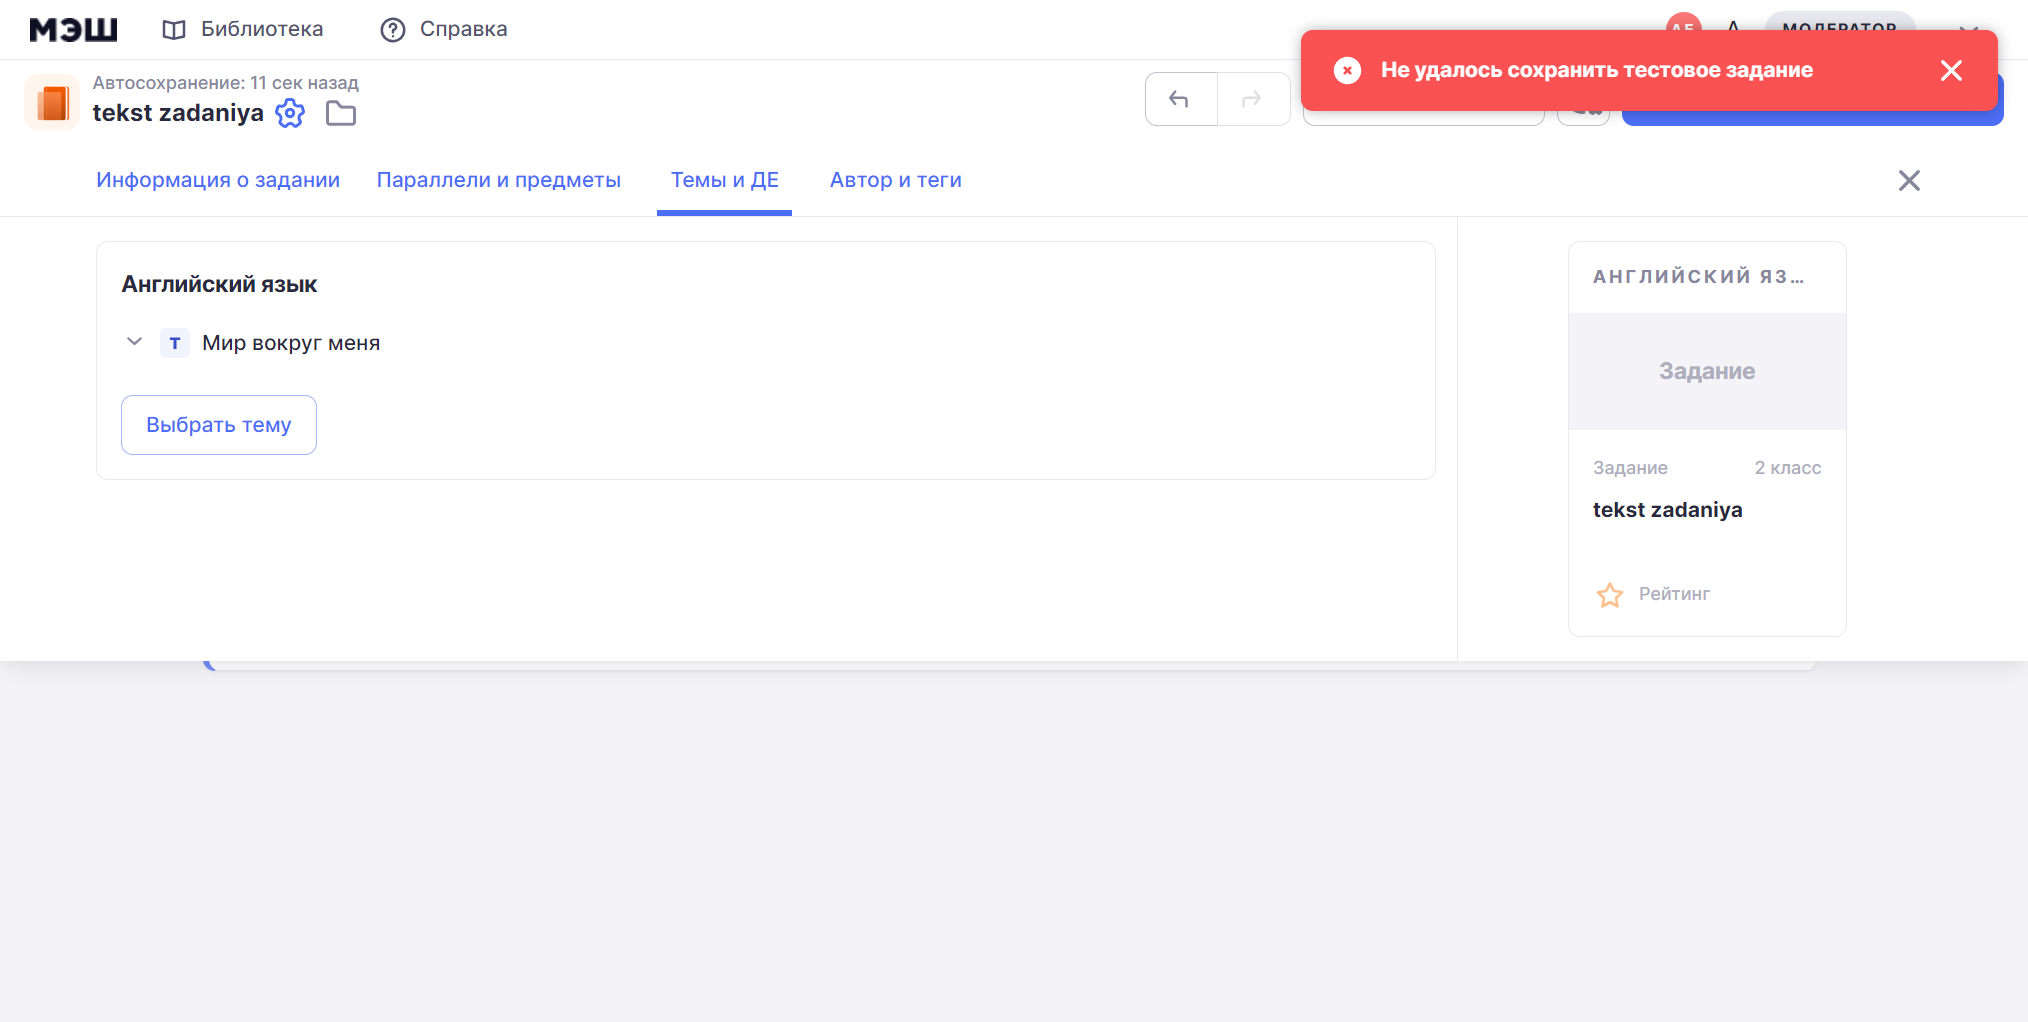 МЭШ
Библиотека
Справка
МОДЕРАТОР
Не удалось сохранить тестовое задание
Автосохранение: 11 сек назад
tekst zadaniya
Информация о задании
Параллели и предметы
Темы и ДЕ
Автор и теги
Английский язык
Т Мир вокруг меня
Выбрать тему
АНГЛИЙСКИЙ ЯЗ...
Задание
Задание
2 класс
tekst zadaniya
Рейтинг